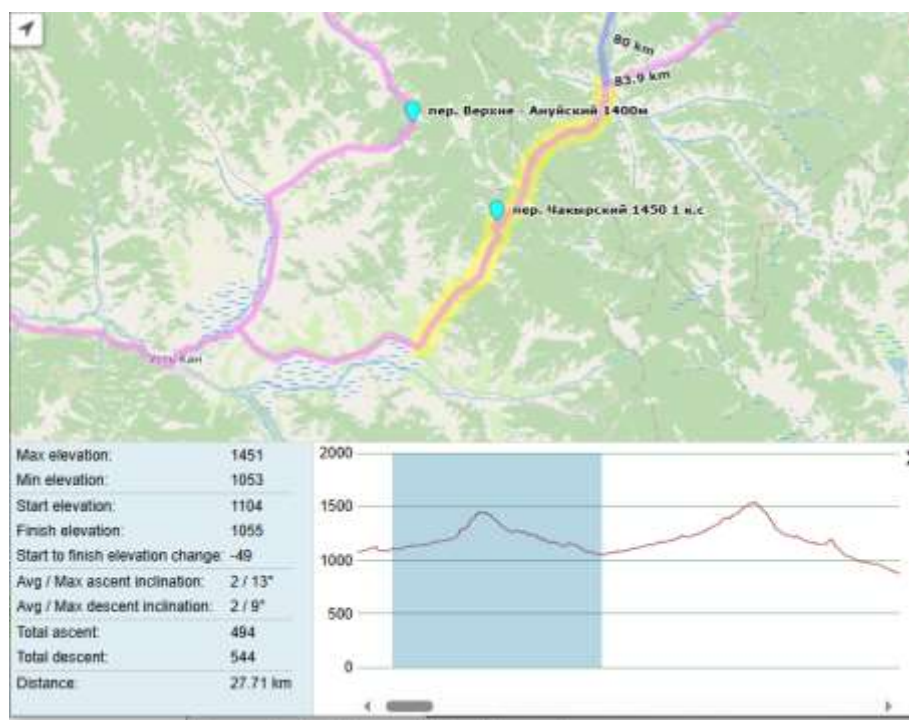 80 km
83.9 km
пер. Верхне - Ануйский 1400м
пер. Чакырский 1450 1 к.с
Усть-Кан
Max elevation: 1451
Min elevation: 1053
Start elevation: 1104
Finish elevation: 1055
Start to finish elevation change: -49
Avg / Max ascent inclination: 2 / 13°
Avg / Max descent inclination: 2 / 9°
Total ascent: 494
Total descent: 544
Distance: 27.71 km
2000
1500
1000
500
0